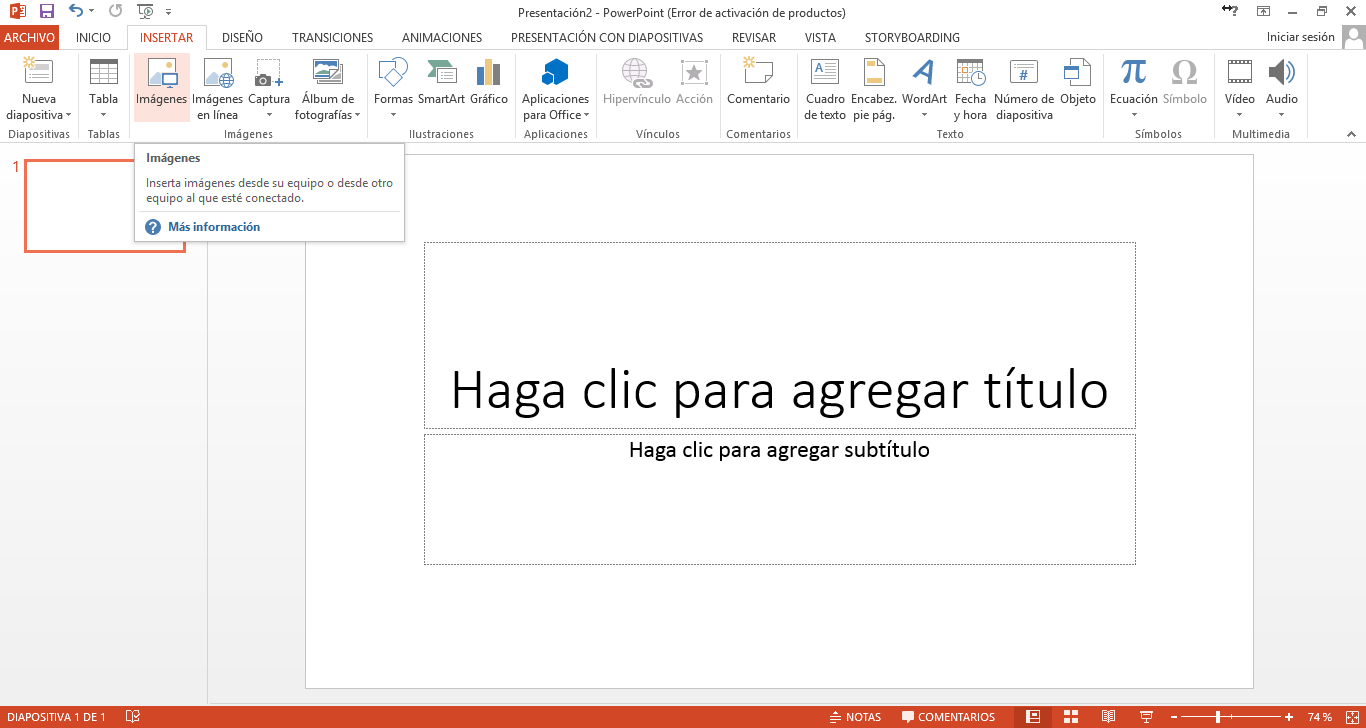 Presentación2 - PowerPoint (Error de activación de productos)
ARCHIVO INICIO INSERTAR DISEÑO TRANSICIONES ANIMACIONES PRESENTACIÓN CON DIAPOSITIVAS REVISAR VISTA STORYBOARDING Iniciar sesión
Nueva diapositiva
Tabla
Imágenes
Imágenes en línea
Captura
Álbum de fotografías
Formas
SmartArt
Gráfico
Aplicaciones para Office
Hipervínculo
Acción
Comentario
Cuadro de texto
Encabez. pie pág.
WordArt
Fecha y hora
Número de diapositiva
Objeto
Ecuación
Símbolo
Vídeo
Audio
Diapositivas Tablas Imágenes Ilustraciones Aplicaciones Vínculos Comentarios Texto Símbolos Multimedia
1
Imágenes
Inserta imágenes desde su equipo o desde otro
equipo al que esté conectado.
? Más información
Haga clic para agregar título
Haga clic para agregar subtítulo
DIAPOSITIVA 1 DE 1 NOTAS COMENTARIOS 74 %